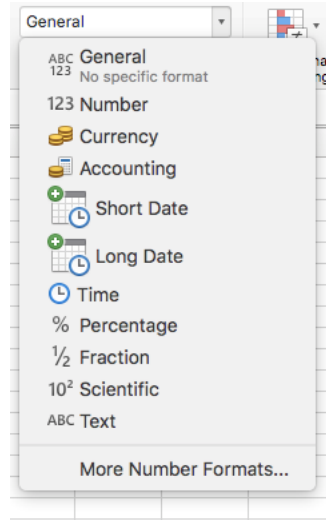 General
ABC
123
General
No specific format
123 Number
Currency
Accounting
Short Date
Long Date
Time
% Percentage
½ Fraction
10² Scientific
ABC Text
More Number Formats...